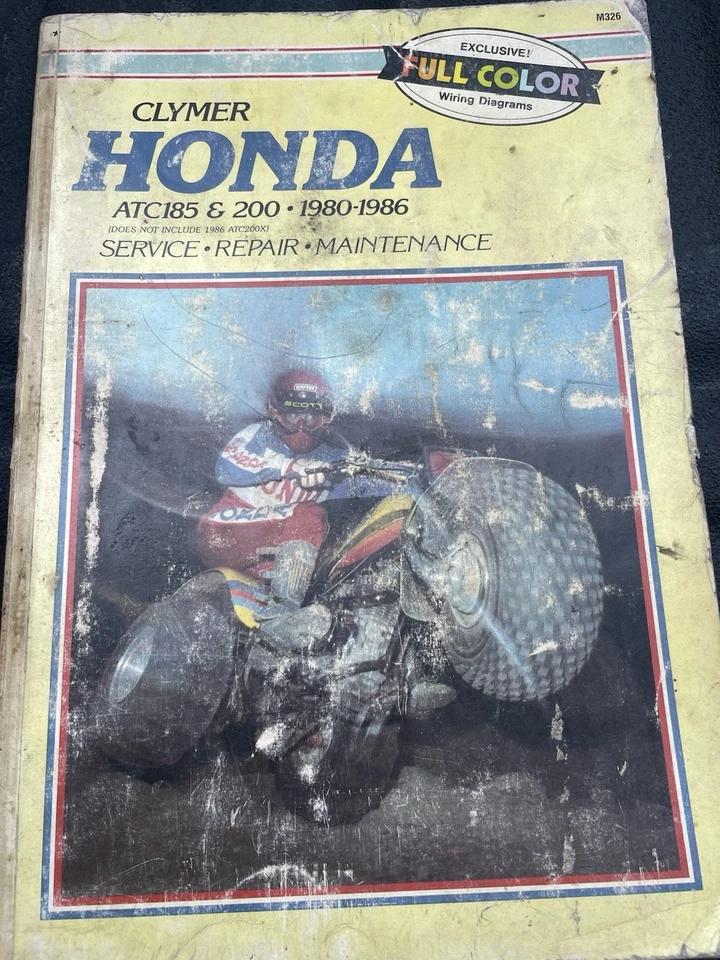 M326
EXCLUSIVE!
FULL COLOR
Wiring Diagrams
CLYMER
HONDA
ATC185 & 200 • 1980-1986
(DOES NOT INCLUDE 1986 ATC200X)
SERVICE • REPAIR • MAINTENANCE
SCOTT